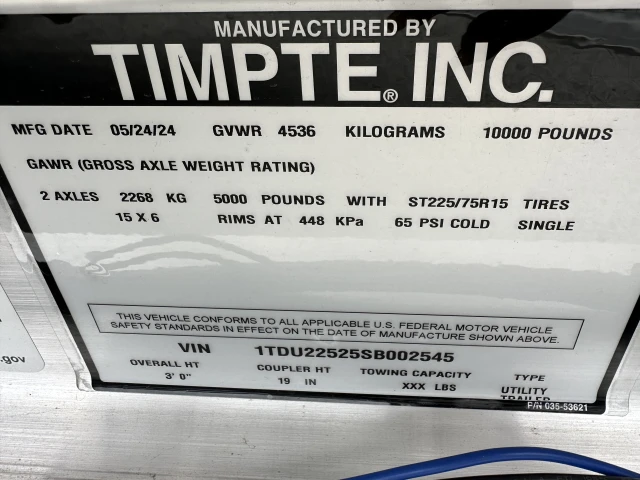 MANUFACTURED BY
TIMPTE® INC.
MFG DATE 05/24/24 GVWR 4536 KILOGRAMS 10000 POUNDS
GAWR (GROSS AXLE WEIGHT RATING)
2 AXLES 2268 KG 5000 POUNDS WITH ST225/75R15 TIRES
15 X 6 RIMS AT 448 KPa 65 PSI COLD SINGLE
THIS VEHICLE CONFORMS TO ALL APPLICABLE U.S. FEDERAL MOTOR VEHICLE
SAFETY STANDARDS IN EFFECT ON THE DATE OF MANUFACTURE SHOWN ABOVE.
.gov
VIN 1TDU22525SB002545
OVERALL HT COUPLER HT TOWING CAPACITY TYPE
3' 0" 19 IN XXX LBS UTILITY
TRAILER
P/N 035-53621